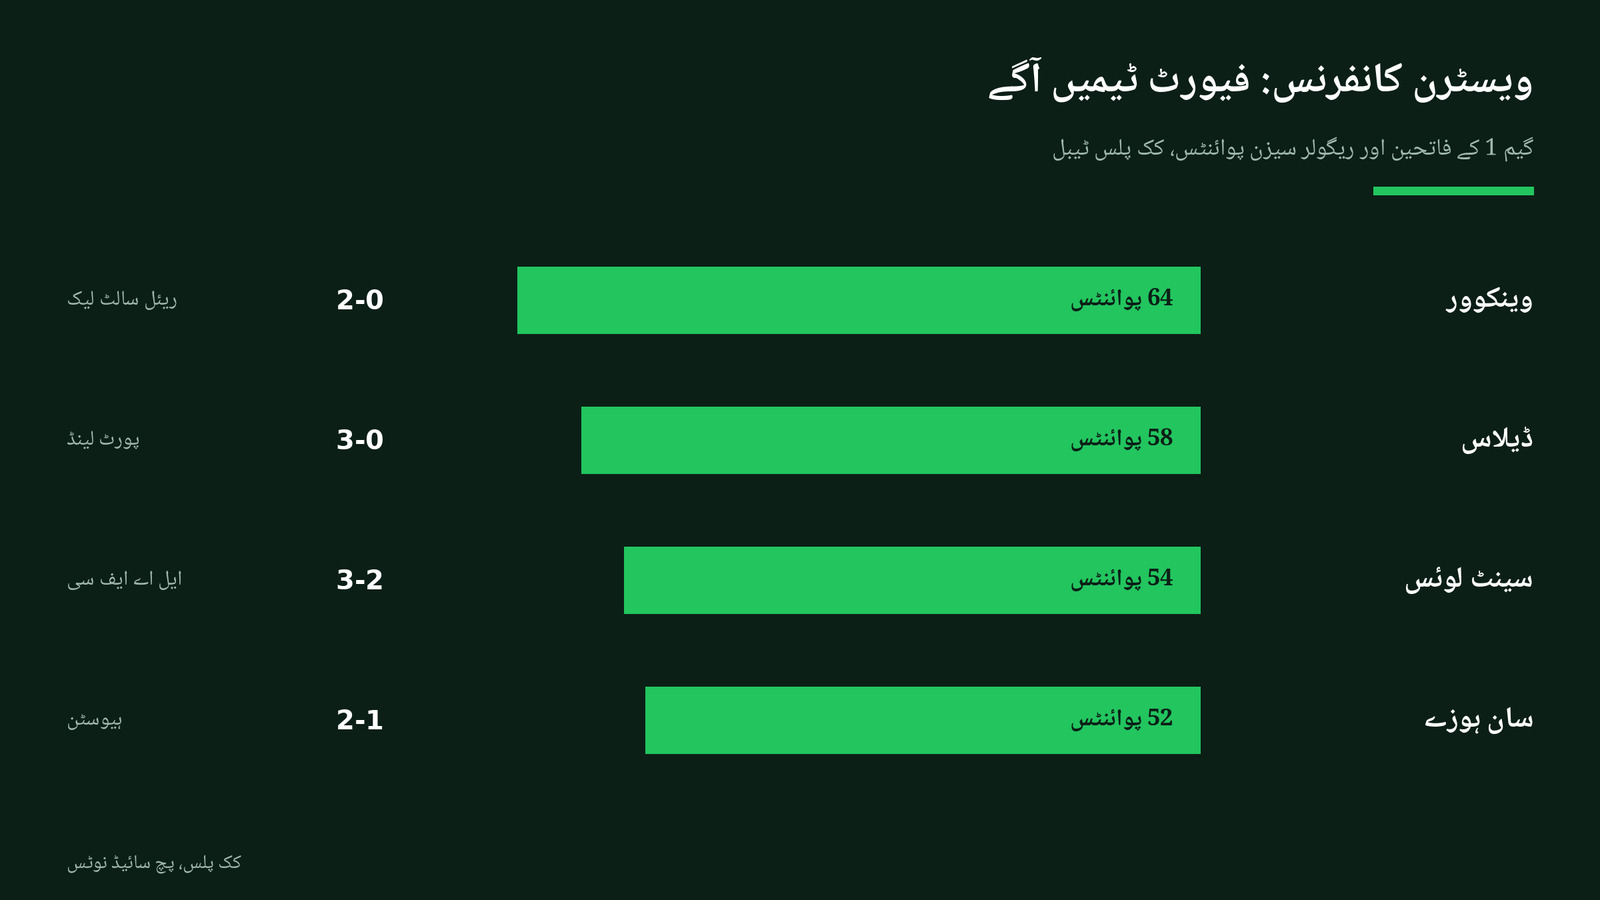 ویسٹرن کانفرنس: فیورٹ ٹیمیں آگے
گیم 1 کے فاتحین اور ریگولر سیزن پوائنٹس، کک پلس ٹیبل
وینکوور 64 پوائنٹس 2-0 ریئل سالٹ لیک
ڈیلاس 58 پوائنٹس 3-0 پورٹ لینڈ
سینٹ لوئس 54 پوائنٹس 3-2 ایل اے ایف سی
سان ہوزے 52 پوائنٹس 2-1 ہیوسٹن
کک پلس، پچ سائیڈ نوٹس